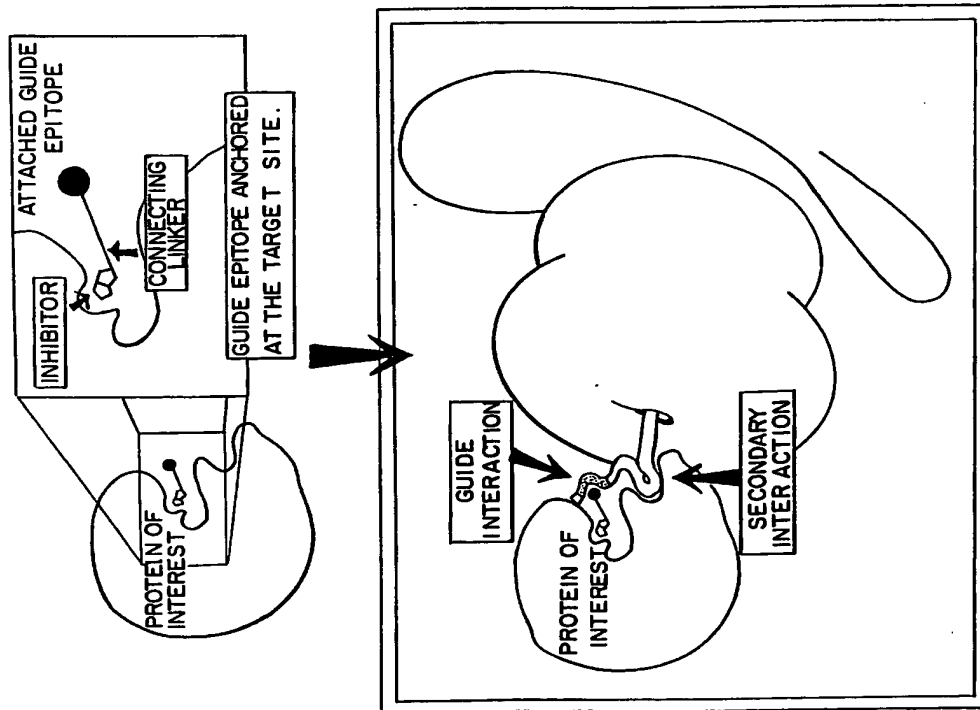 ATTACHED GUIDE
EPITOPE
INHIBITOR
CONNECTING
LINKER
GUIDE EPITOPE ANCHORED
AT THE TARGET SITE.
PROTEIN OF
INTEREST
GUIDE
INTERACTION
PROTEIN OF
INTEREST
SECONDARY
INTERACTION